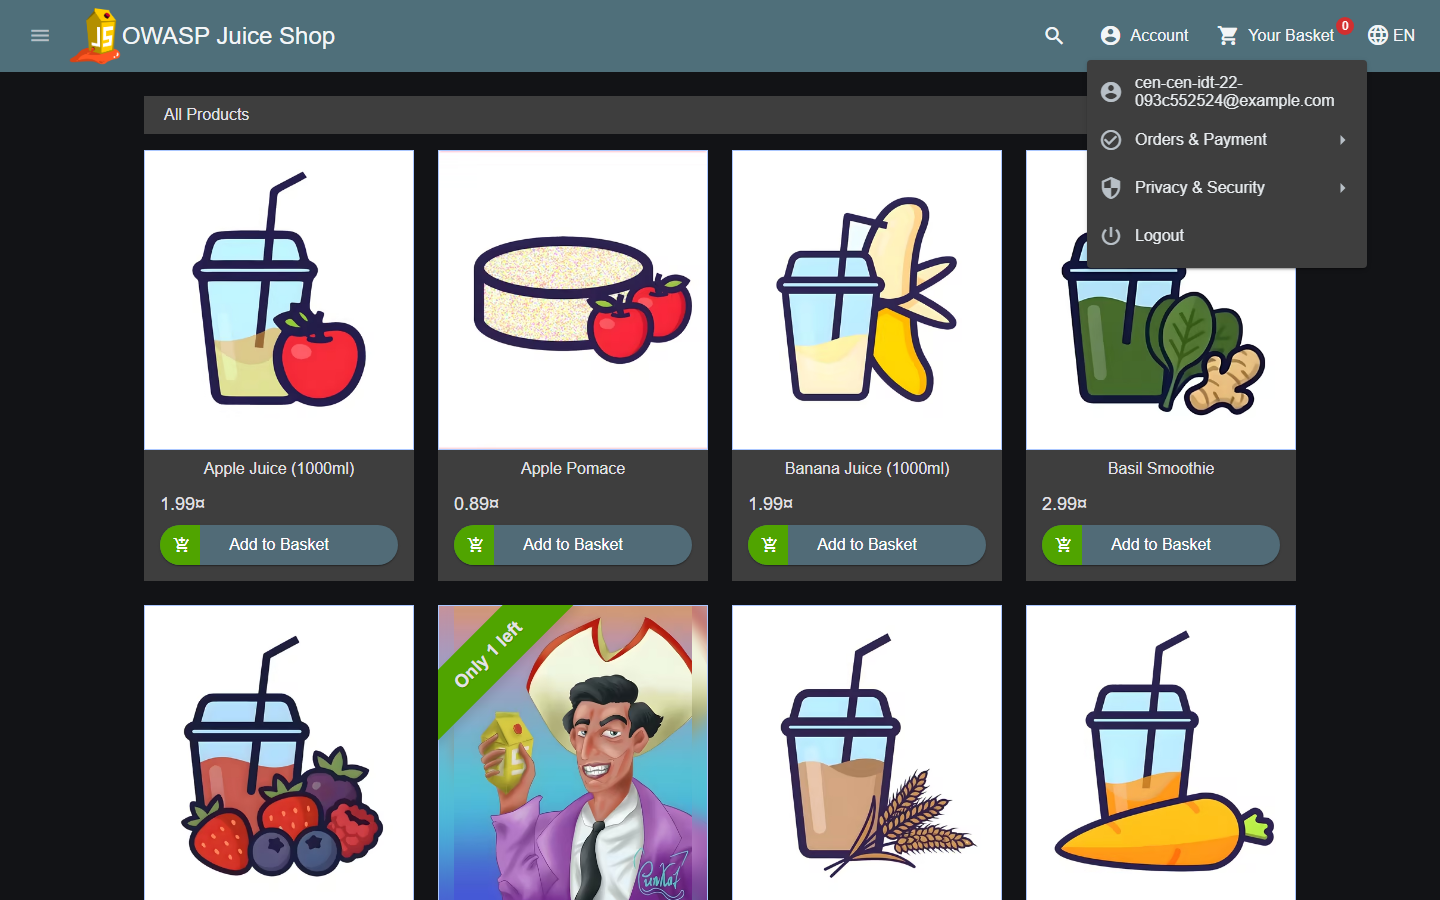 OWASP Juice Shop
Account
Your Basket
0
EN
cen-cen-idt-22-
093c552524@example.com
Orders & Payment
Privacy & Security
Logout
All Products
Apple Juice (1000ml)
1.99¤
Add to Basket
Apple Pomace
0.89¤
Add to Basket
Banana Juice (1000ml)
1.99¤
Add to Basket
Basil Smoothie
2.99¤
Add to Basket
Only 1 left
JS
JS